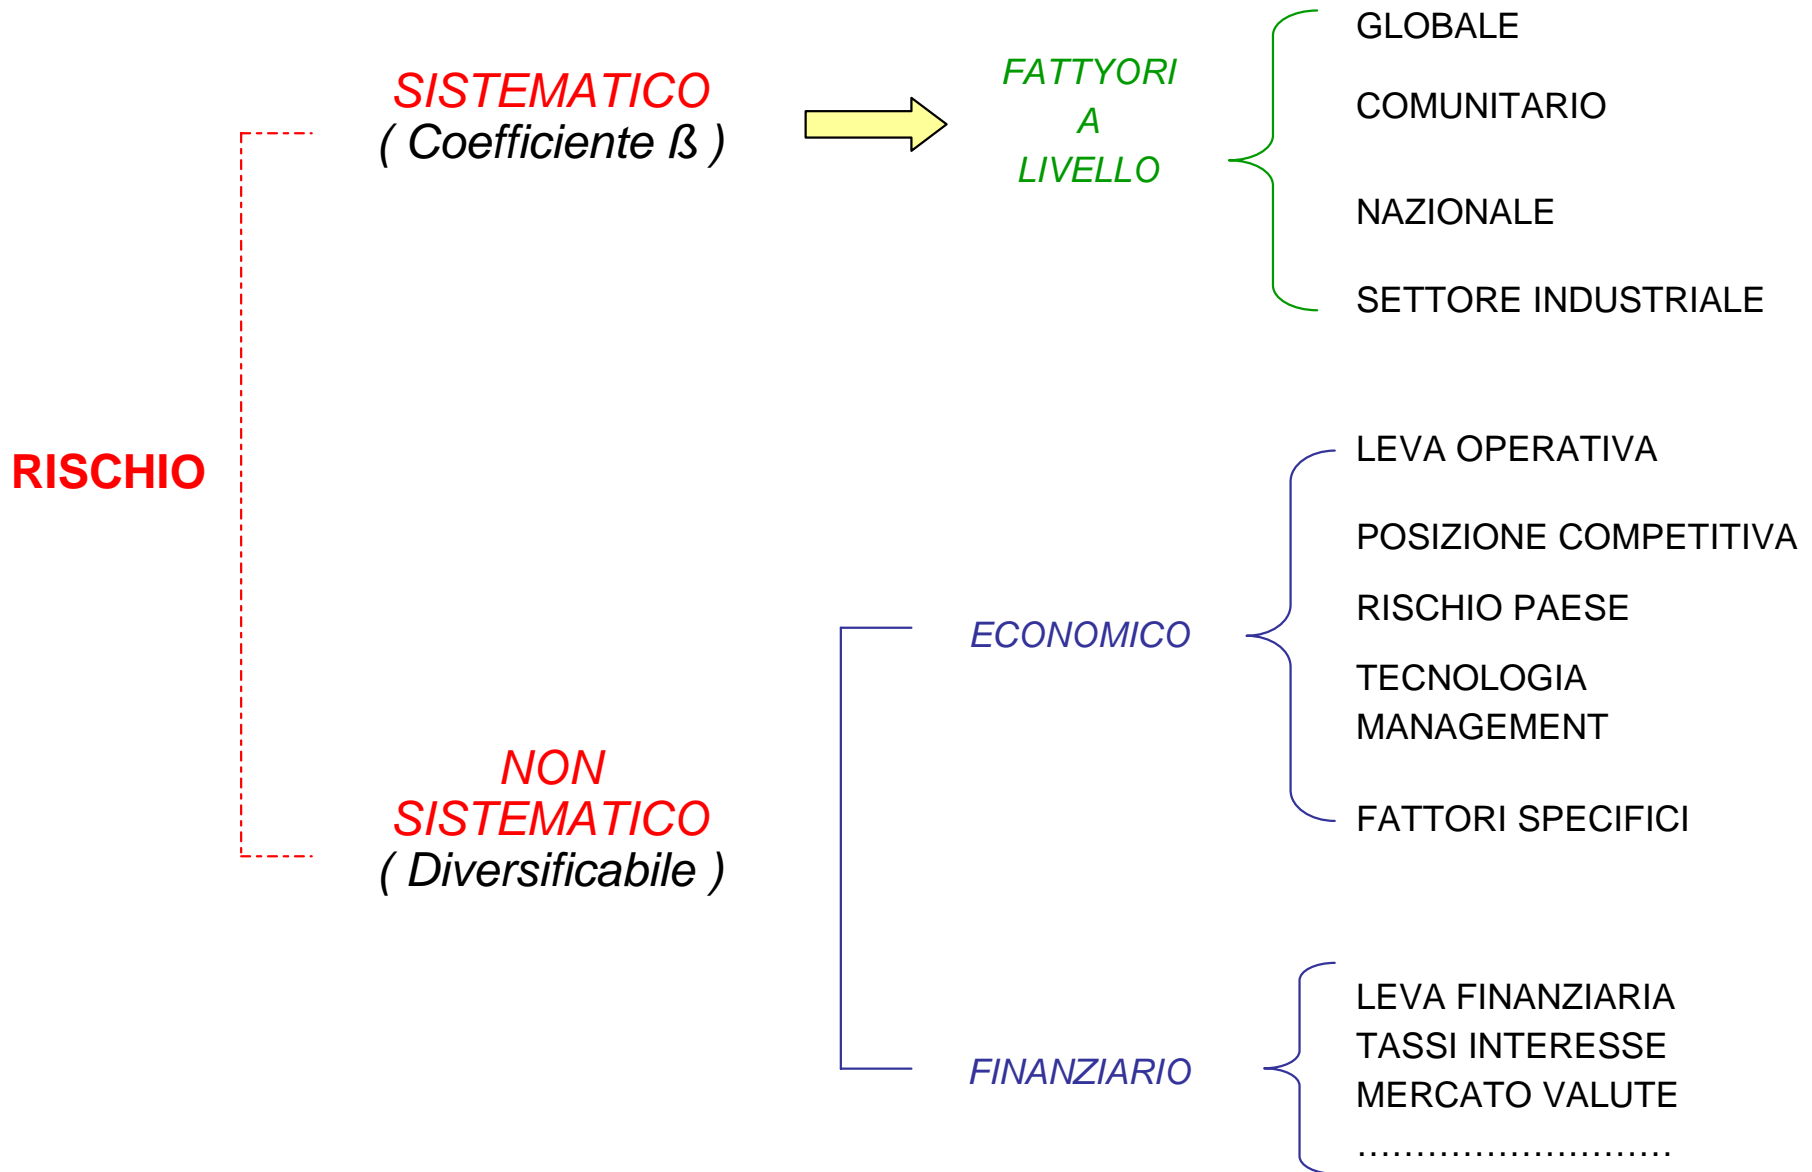 RISCHIO
SISTEMATICO
( Coefficiente ß )
FATTYORI
A
LIVELLO
GLOBALE
COMUNITARIO
NAZIONALE
SETTORE INDUSTRIALE
NON
SISTEMATICO
( Diversificabile )
ECONOMICO
LEVA OPERATIVA
POSIZIONE COMPETITIVA
RISCHIO PAESE
TECNOLOGIA
MANAGEMENT
FATTORI SPECIFICI
FINANZIARIO
LEVA FINANZIARIA
TASSI INTERESSE
MERCATO VALUTE
………………………